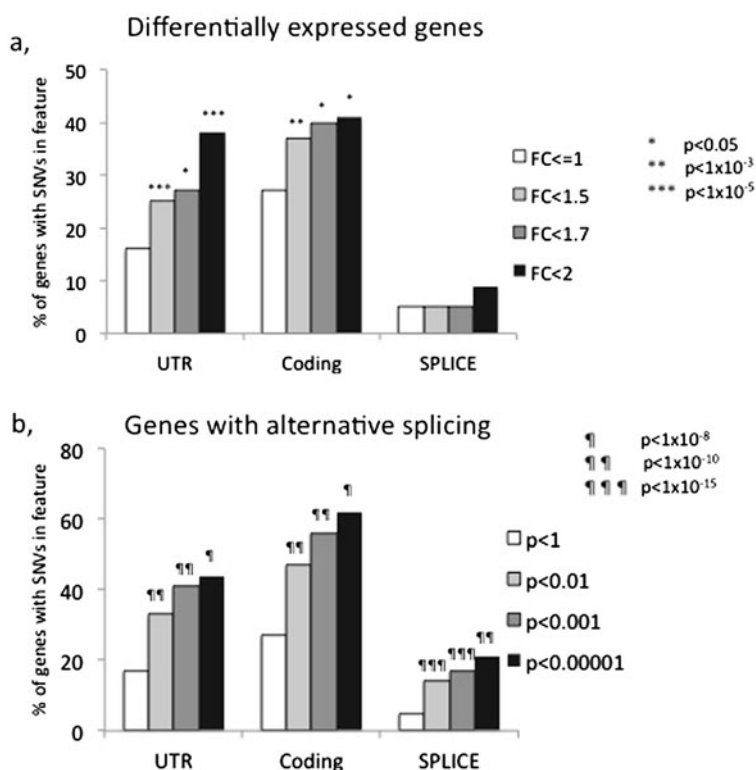 Differentially expressed genes
a,
% of genes with SNVs in feature
50
40
30
20
10
0
***
*
***
**
*
*
UTR
Coding
SPLICE
FC<=1
FC<1.5
FC<1.7
FC<2
* p<0.05
** p<1x10⁻³
*** p<1x10⁻⁵
b,
Genes with alternative splicing
% of genes with SNVs in feature
80
60
40
20
0
¶¶
¶¶
¶
¶¶
¶¶
¶
¶¶¶
¶¶¶
¶¶
UTR
Coding
SPLICE
¶ p<1x10⁻⁸
¶¶ p<1x10⁻¹⁰
¶¶¶ p<1x10⁻¹⁵
p<1
p<0.01
p<0.001
p<0.00001